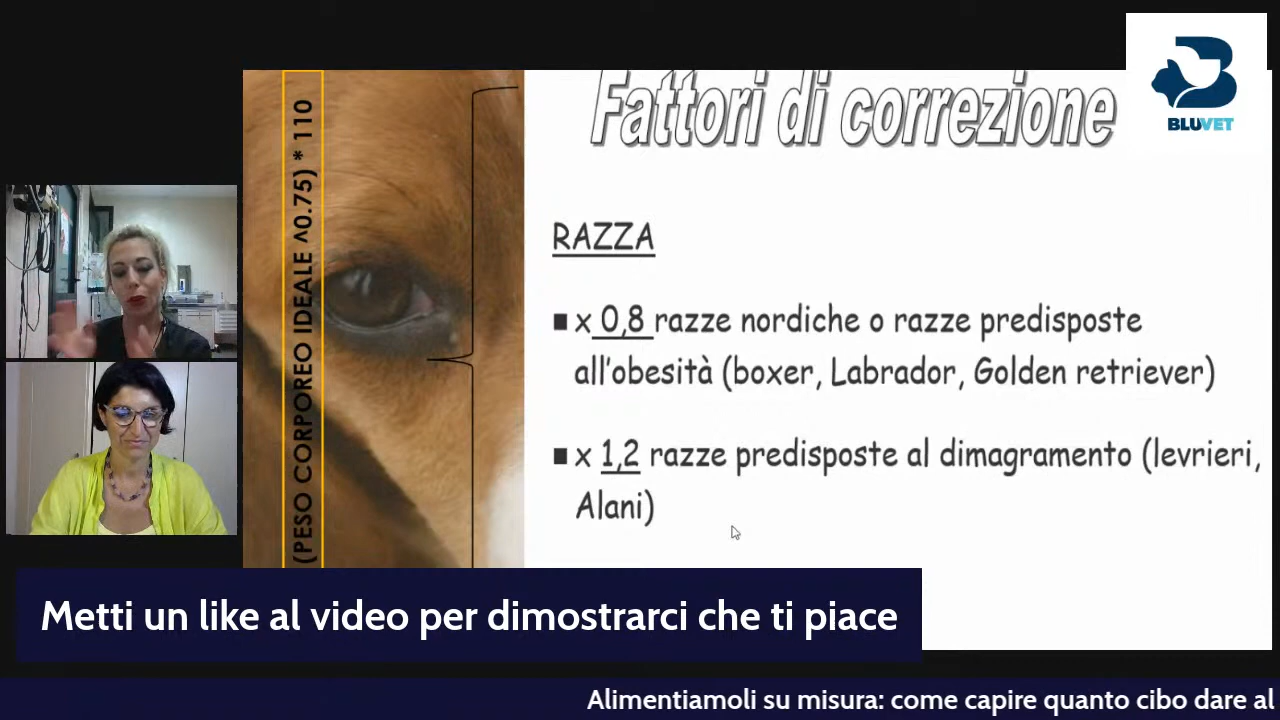 BLUVET
Fattori di correzione
(PESO CORPOREO IDEALE ^0.75) * 110
RAZZA
■ x 0,8 razze nordiche o razze predisposte
all'obesità (boxer, Labrador, Golden retriever)
■ x 1,2 razze predisposte al dimagramento (levrieri,
Alani)
Metti un like al video per dimostrarci che ti piace
Alimentiamoli su misura: come capire quanto cibo dare al